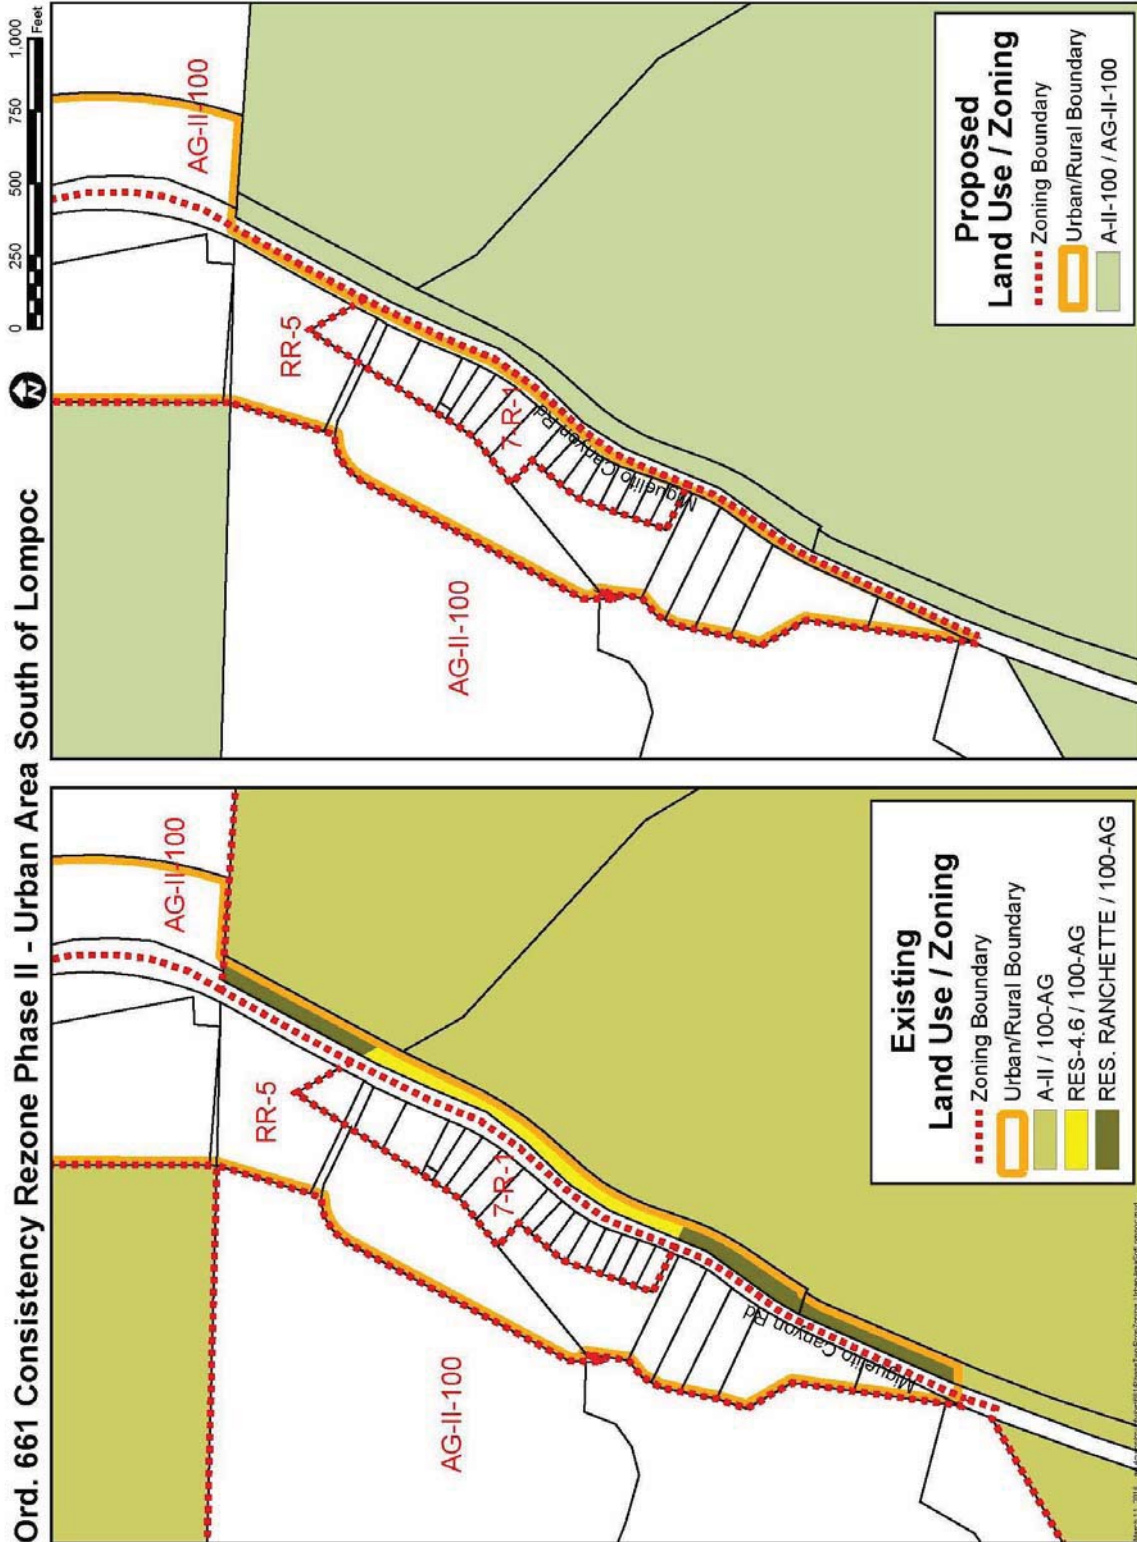 Ord. 661 Consistency Rezone Phase II - Urban Area South of Lompoc
N
0 250 500 750 1,000
Feet
AG-II-100
RR-5
7-R-1
AG-II-100
Miguelito Canyon Rd
Existing
Land Use / Zoning
Zoning Boundary
Urban/Rural Boundary
A-II / 100-AG
RES-4.6 / 100-AG
RES. RANCHETTE / 100-AG
AG-II-100
RR-5
7-R-1
AG-II-100
Miguelito Canyon Rd
Proposed
Land Use / Zoning
Zoning Boundary
Urban/Rural Boundary
A-II-100 / AG-II-100